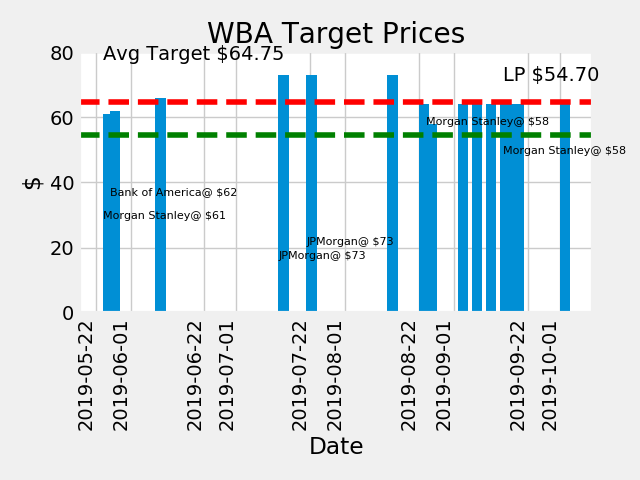 WBA Target Prices
Avg Target $64.75
LP $54.70
80
60
40
20
0
$
Morgan Stanley@ $58
Morgan Stanley@ $58
Bank of America@ $62
Morgan Stanley@ $61
JPMorgan@ $73
JPMorgan@ $73
2019-05-22
2019-06-01
2019-06-22
2019-07-01
2019-07-22
2019-08-01
2019-08-22
2019-09-01
2019-09-22
2019-10-01
Date